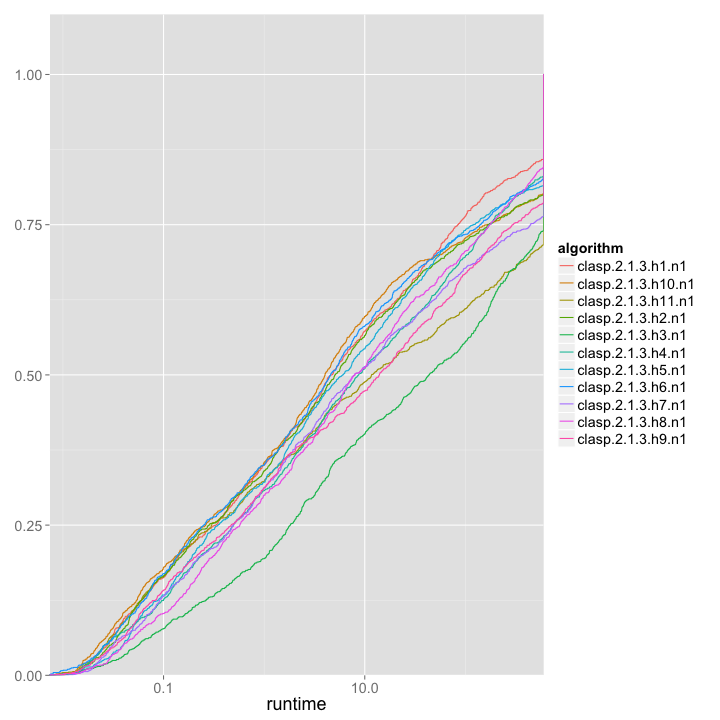 1.00
0.75
0.50
0.25
0.00
0.1
10.0
runtime
algorithm
clasp.2.1.3.h1.n1
clasp.2.1.3.h10.n1
clasp.2.1.3.h11.n1
clasp.2.1.3.h2.n1
clasp.2.1.3.h3.n1
clasp.2.1.3.h4.n1
clasp.2.1.3.h5.n1
clasp.2.1.3.h6.n1
clasp.2.1.3.h7.n1
clasp.2.1.3.h8.n1
clasp.2.1.3.h9.n1